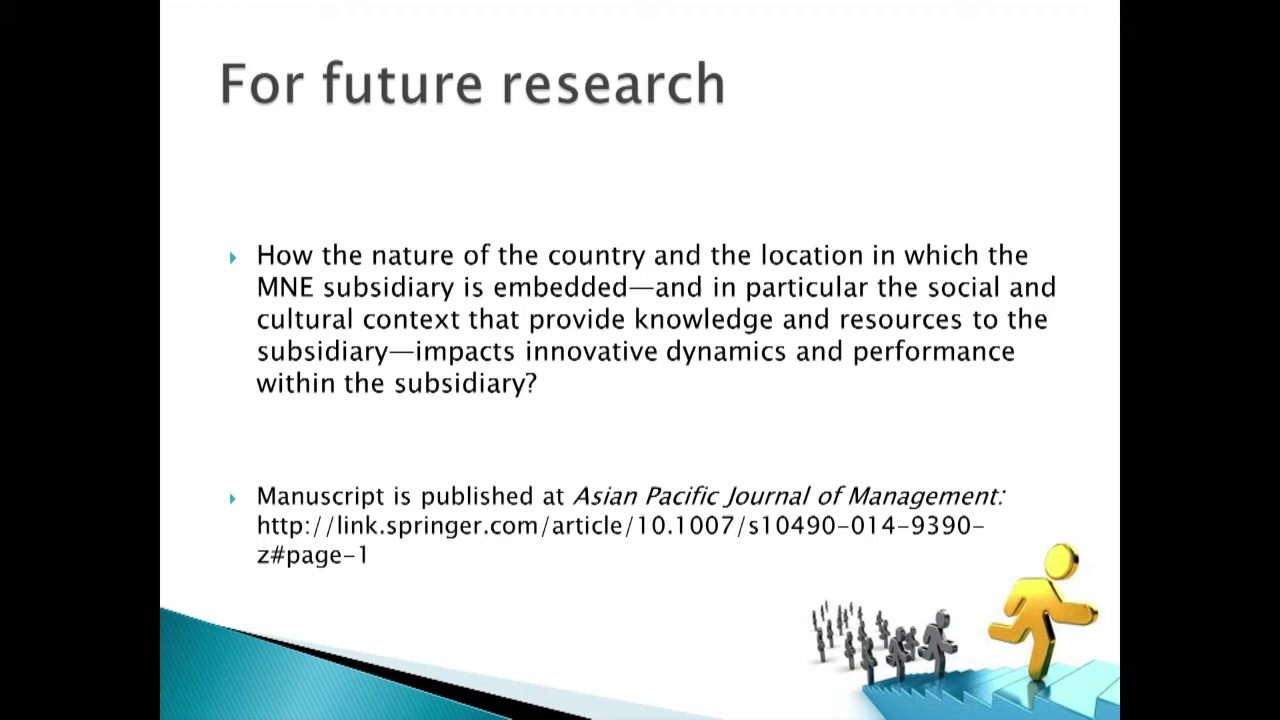 For future research
How the nature of the country and the location in which the
MNE subsidiary is embedded—and in particular the social and
cultural context that provide knowledge and resources to the
subsidiary—impacts innovative dynamics and performance
within the subsidiary?
Manuscript is published at Asian Pacific Journal of Management:
http://link.springer.com/article/10.1007/s10490-014-9390-
z#page-1